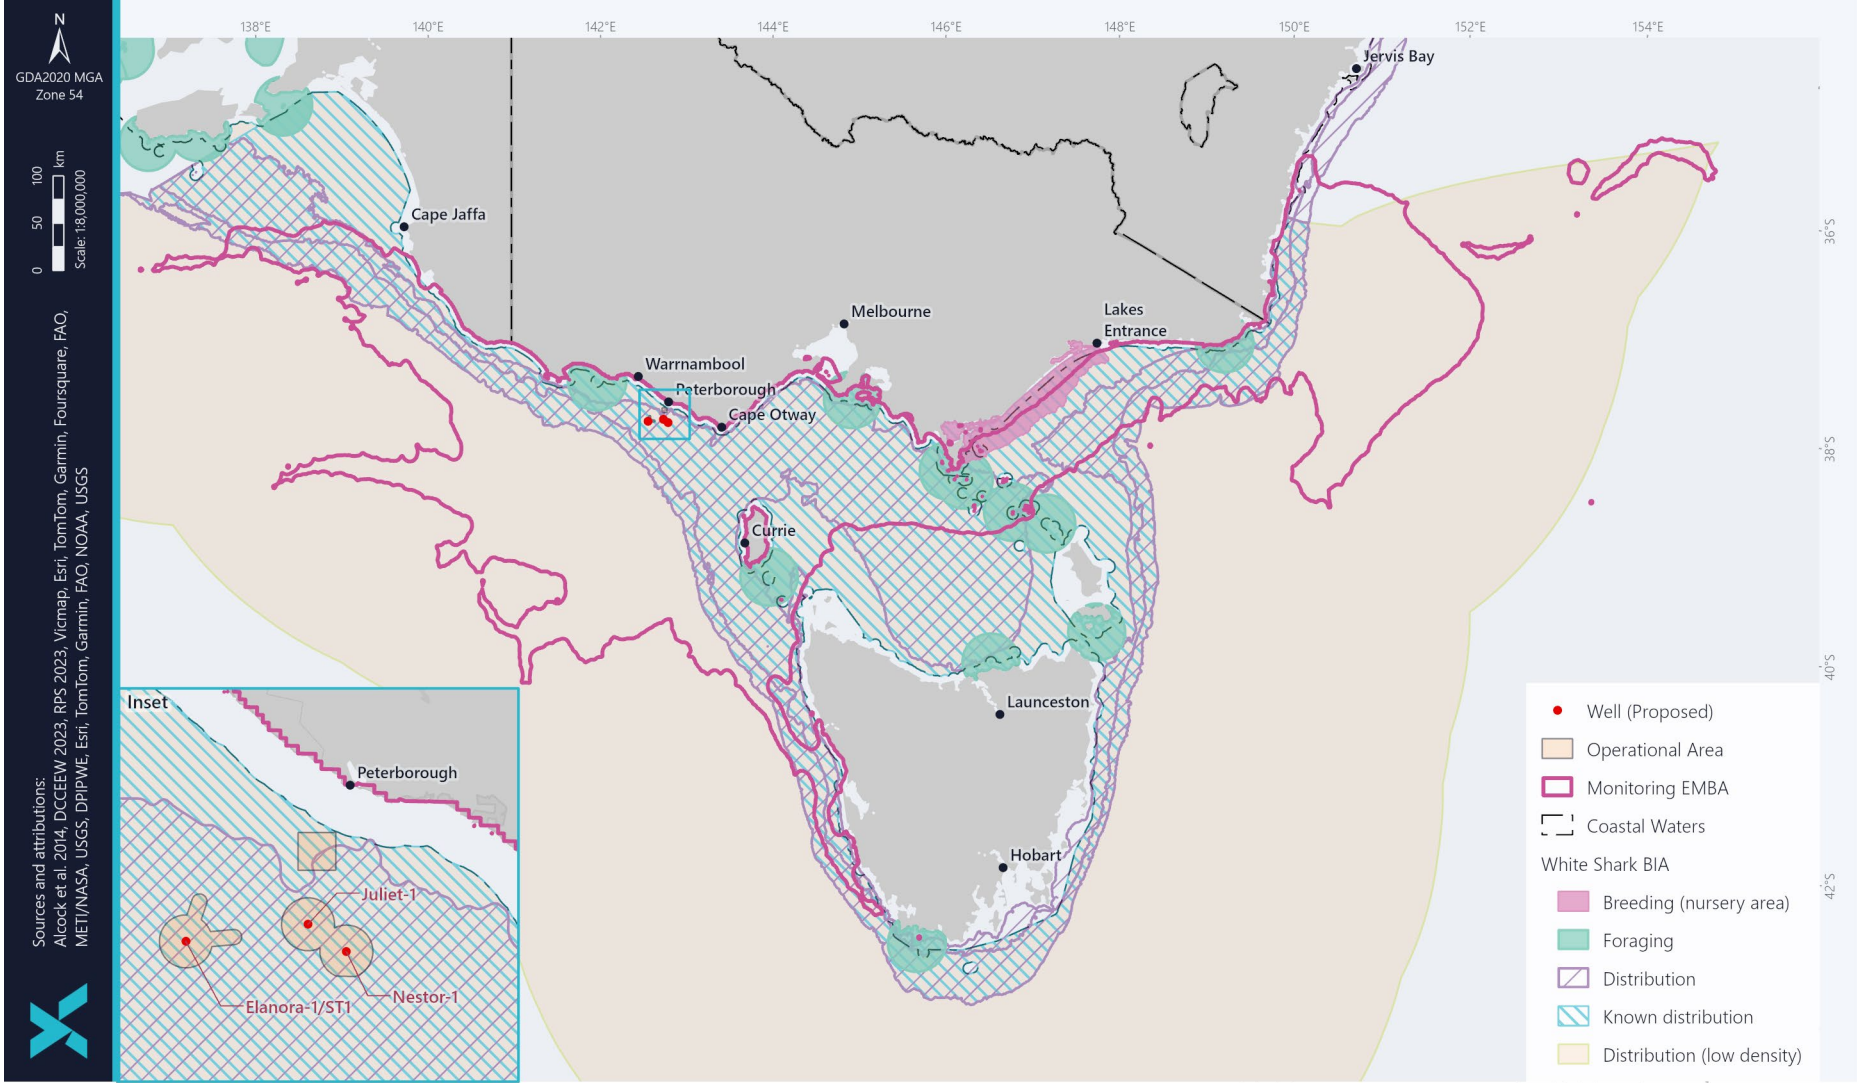 N
GDA2020 MGA
Zone 54
0 50 100 km
Scale: 1:8,000,000
Sources and attributions:
Alcock et al. 2014, DCCEEW 2023, RPS 2023, Vicmap, Esri, TomTom, Garmin, Foursquare, FAO,
METI/NASA, USGS, DPIPWE, Esri, TomTom, Garmin, FAO, NOAA, USGS
138°E 140°E 142°E 144°E 146°E 148°E 150°E 152°E 154°E
36°S
38°S
40°S
42°S
Jervis Bay
Cape Jaffa
Melbourne
Lakes
Entrance
Warrnambool
Peterborough
Cape Otway
Currie
Launceston
Hobart
Inset
Peterborough
Juliet-1
Nestor-1
Elanora-1/ST1
Well (Proposed)
Operational Area
Monitoring EMBA
Coastal Waters
White Shark BIA
Breeding (nursery area)
Foraging
Distribution
Known distribution
Distribution (low density)